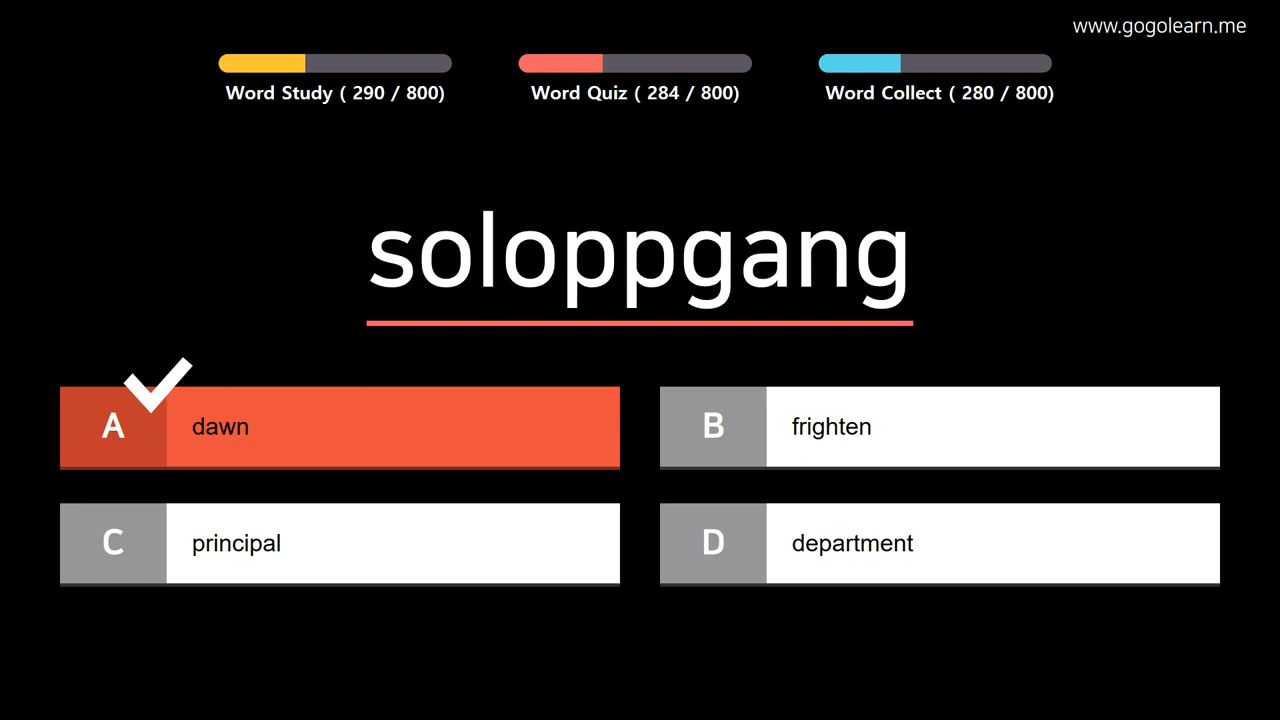 www.gogolearn.me
Word Study ( 290 / 800)
Word Quiz ( 284 / 800)
Word Collect ( 280 / 800)
soloppgang
A dawn
B frighten
C principal
D department